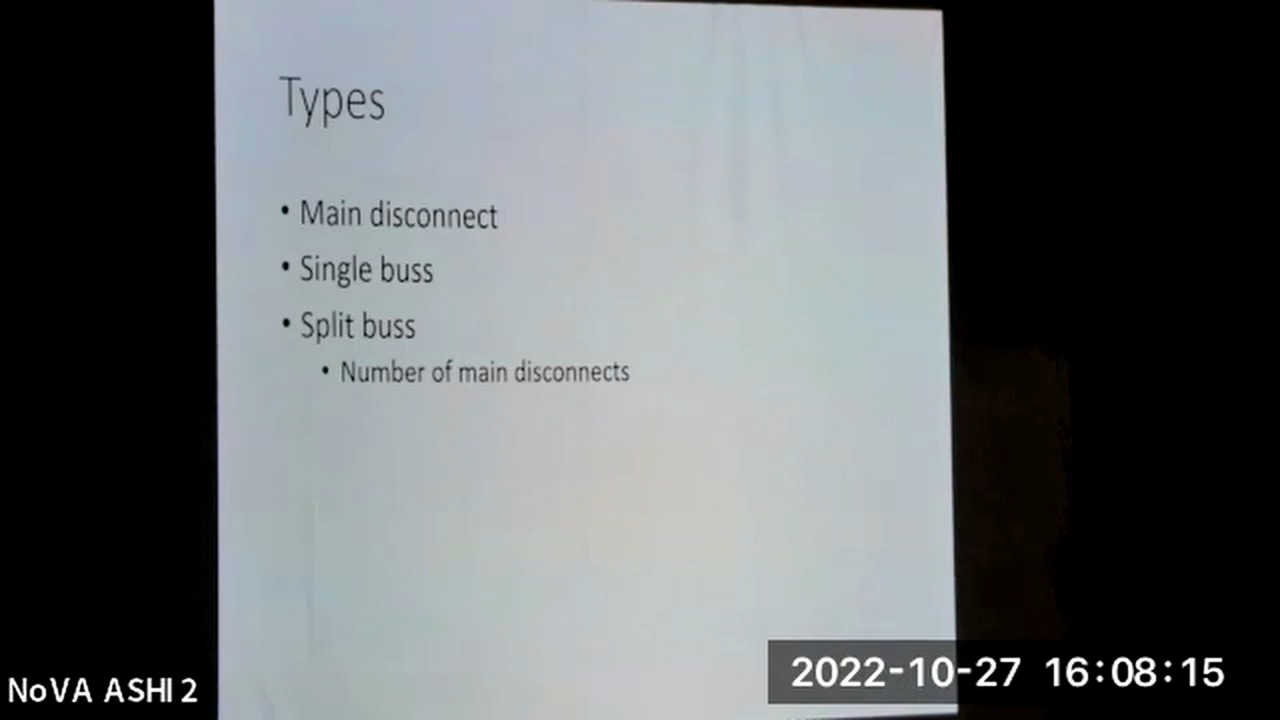 Types
• Main disconnect
• Single buss
• Split buss
• Number of main disconnects
NoVA ASHI 2
2022-10-27 16:08:15